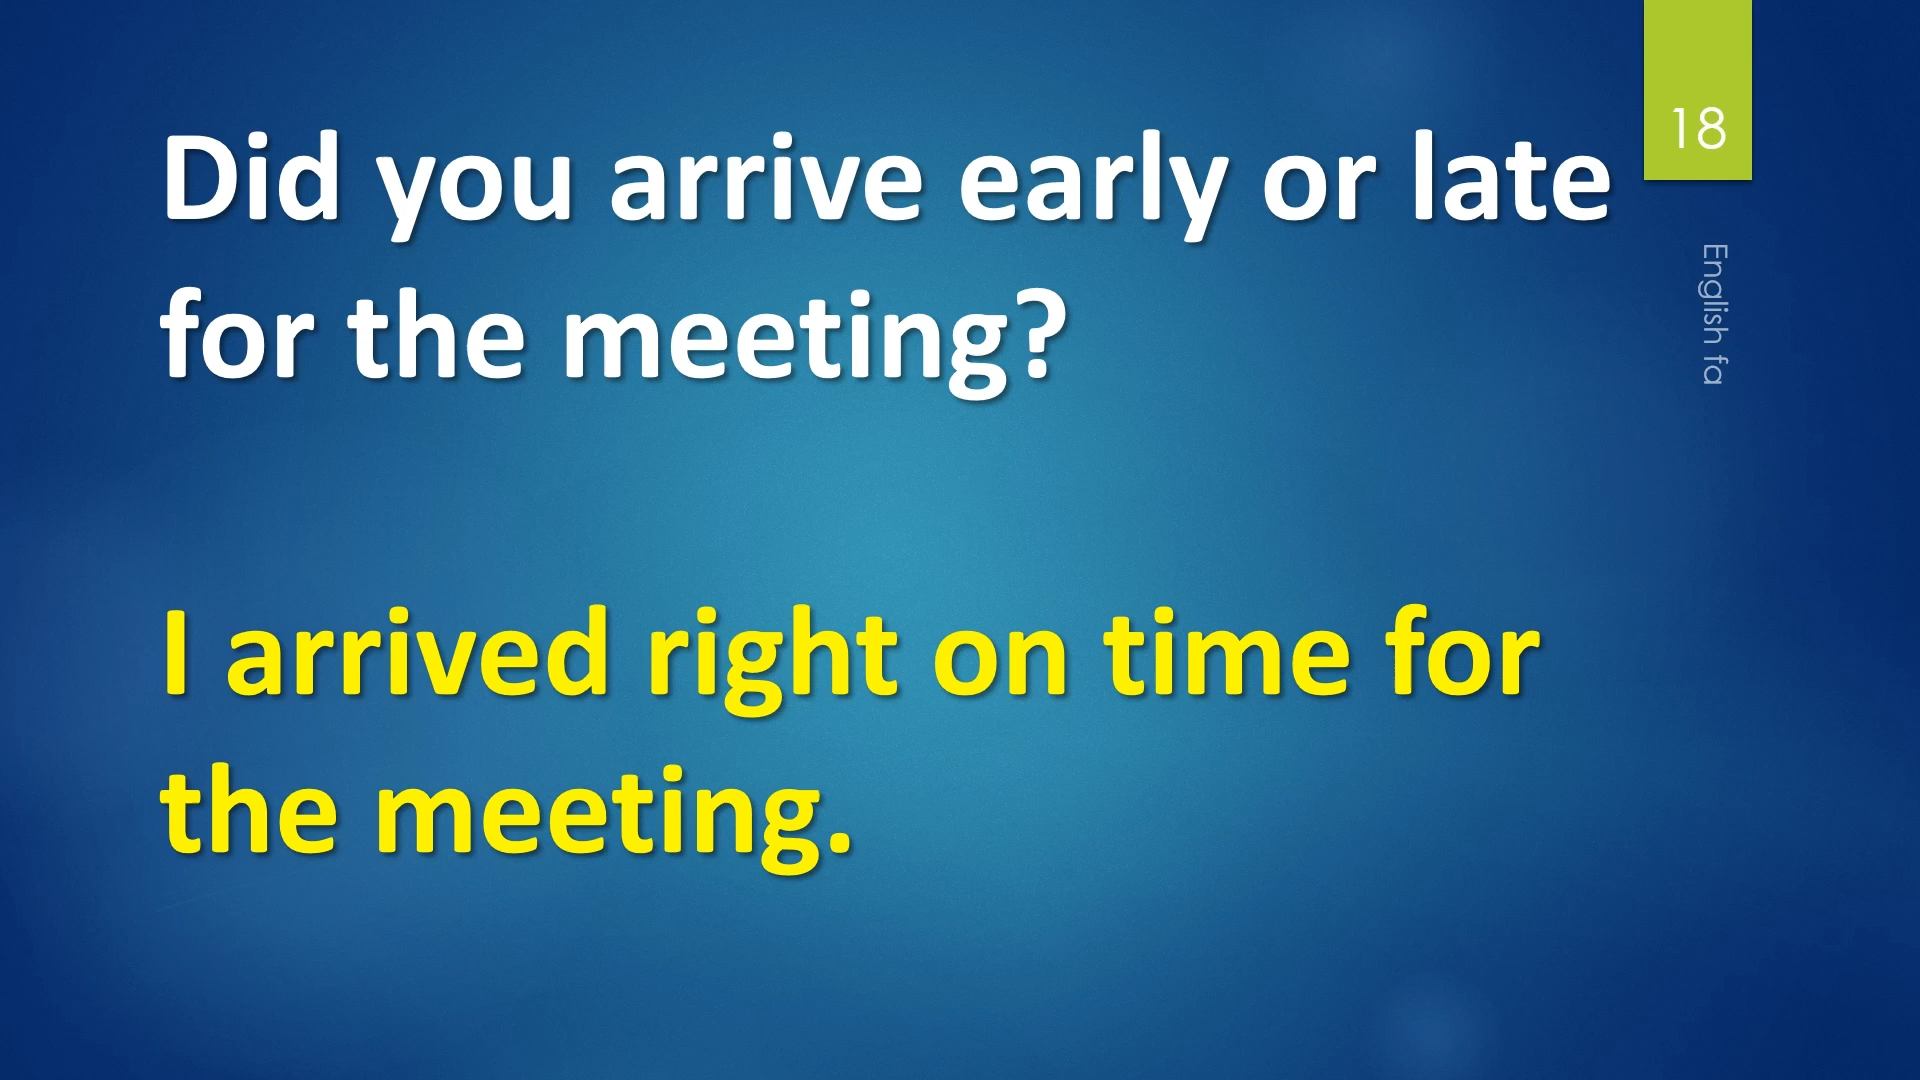 Did you arrive early or late
for the meeting?
I arrived right on time for
the meeting.
18
English fa